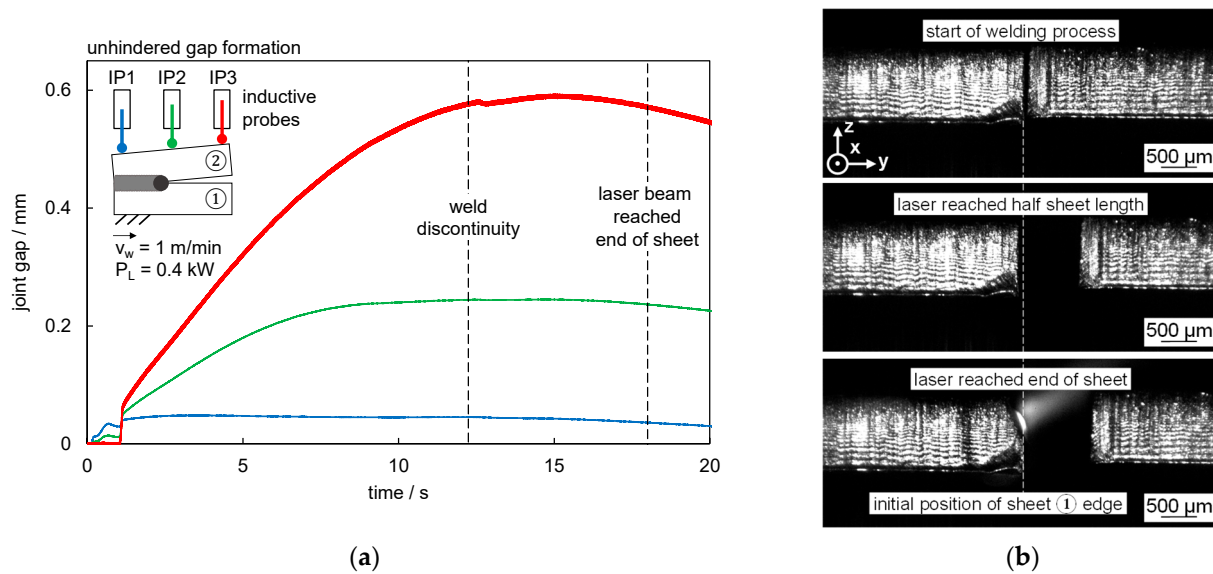 unhindered gap formation
IP1 IP2 IP3
inductive
probes
②
①
v_w = 1 m/min
P_L = 0.4 kW
weld
discontinuity
laser beam
reached
end of sheet
joint gap / mm
0.6
0.4
0.2
0
0 5 10 15 20
time / s
(a)
start of welding process
z
x
y
500 µm
laser reached half sheet length
500 µm
laser reached end of sheet
initial position of sheet ① edge
500 µm
(b)